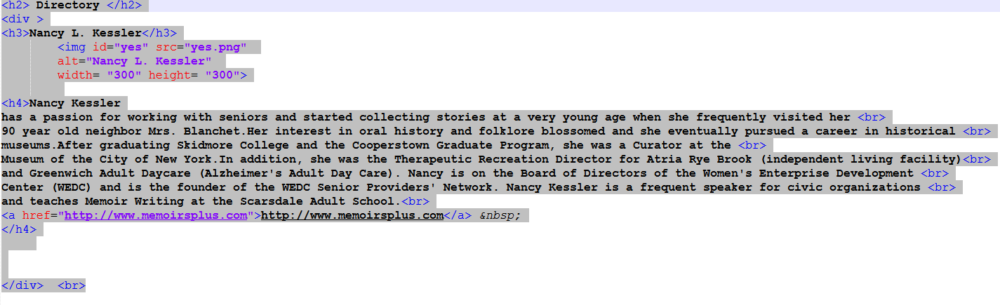 <h2> Directory </h2>
<div >
<h3>Nancy L. Kessler</h3>
<img id="yes" src="yes.png"
alt="Nancy L. Kessler"
width= "300" height= "300">
<h4>Nancy Kessler
has a passion for working with seniors and started collecting stories at a very young age when she frequently visited her <br>
90 year old neighbor Mrs. Blanchet.Her interest in oral history and folklore blossomed and she eventually pursued a career in historical <br>
museums.After graduating Skidmore College and the Cooperstown Graduate Program, she was a Curator at the <br>
Museum of the City of New York.In addition, she was the Therapeutic Recreation Director for Atria Rye Brook (independent living facility)<br>
and Greenwich Adult Daycare (Alzheimer's Adult Day Care). Nancy is on the Board of Directors of the Women's Enterprise Development <br>
Center (WEDC) and is the founder of the WEDC Senior Providers' Network. Nancy Kessler is a frequent speaker for civic organizations <br>
and teaches Memoir Writing at the Scarsdale Adult School.<br>
<a href="http://www.memoirsplus.com">http://www.memoirsplus.com</a> &nbsp;
</h4>
</div> <br>